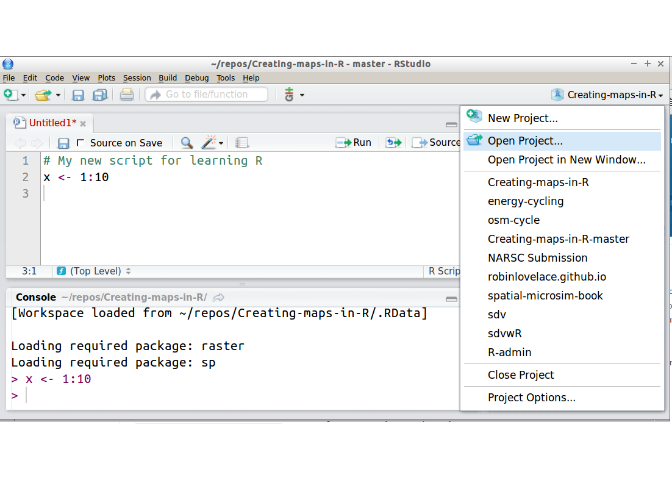 ~/repos/Creating-maps-in-R - master - RStudio
File Edit Code View Plots Session Build Debug Tools Help
Go to file/function
Creating-maps-in-R
Untitled1*
Source on Save
Run
Source
1 # My new script for learning R
2 x <- 1:10
3
3:1 (Top Level) R Scrip
Console ~/repos/Creating-maps-in-R/
[Workspace loaded from ~/repos/Creating-maps-in-R/.RData]
Loading required package: raster
Loading required package: sp
> x <- 1:10
>
New Project...
Open Project...
Open Project in New Window...
Creating-maps-in-R
energy-cycling
osm-cycle
Creating-maps-in-R-master
NARSC Submission
robinlovelace.github.io
spatial-microsim-book
sdv
sdvwR
R-admin
Close Project
Project Options...